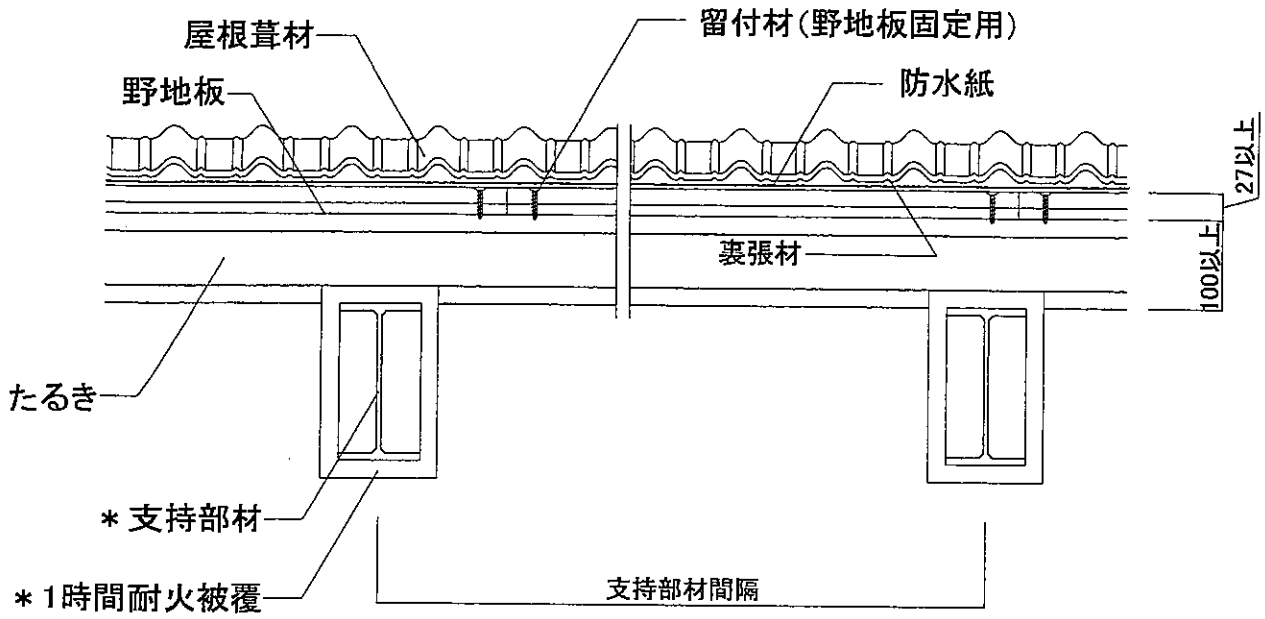 屋根葺材
留付材(野地板固定用)
野地板
防水紙
27以上
裏張材
100以上
たるき
*支持部材
*1時間耐火被覆
支持部材間隔